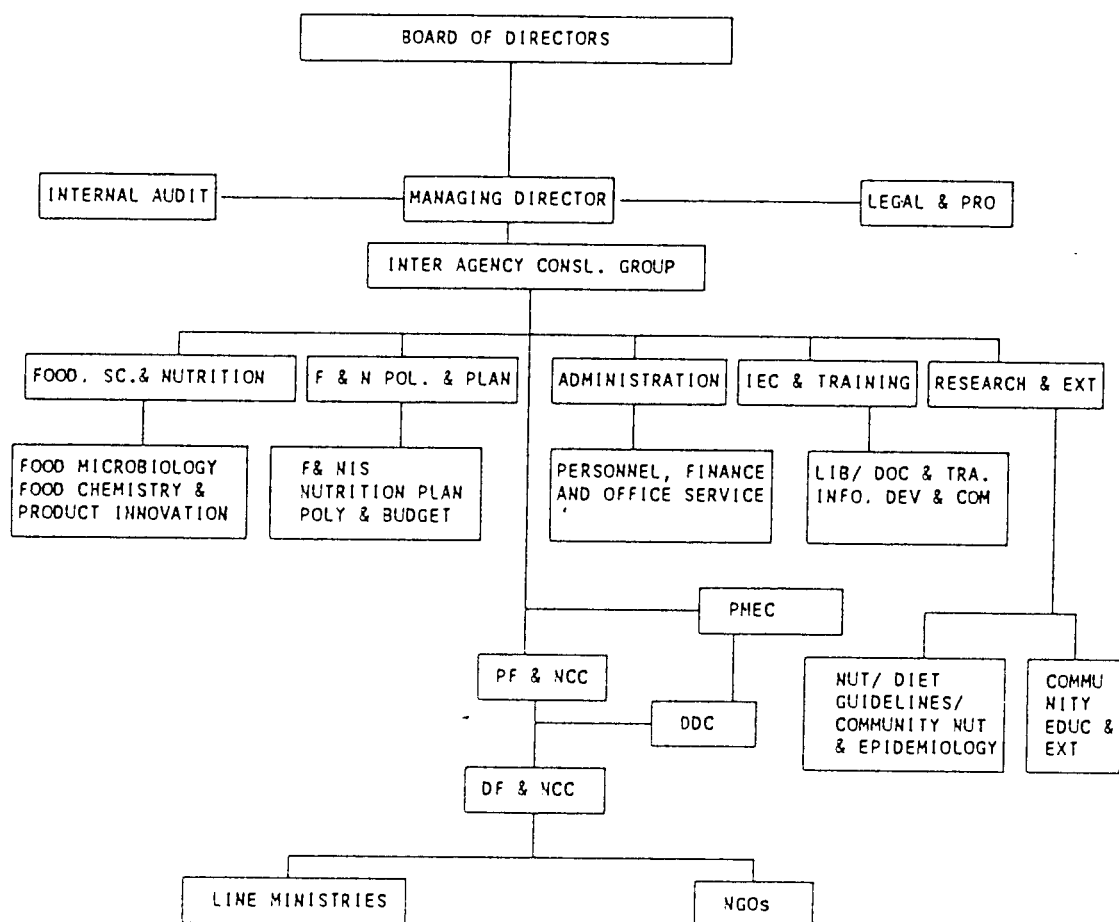 BOARD OF DIRECTORS
INTERNAL AUDIT
MANAGING DIRECTOR
LEGAL & PRO
INTER AGENCY CONSL. GROUP
FOOD. SC.& NUTRITION
F & N POL. & PLAN
ADMINISTRATION
IEC & TRAINING
RESEARCH & EXT
FOOD MICROBIOLOGY
FOOD CHEMISTRY &
PRODUCT INNOVATION
F& NIS
NUTRITION PLAN
POLY & BUDGET
PERSONNEL, FINANCE
AND OFFICE SERVICE
LIB/ DOC & TRA.
INFO. DEV & COM
PMEC
PF & NCC
NUT/ DIET
GUIDELINES/
COMMUNITY NUT
& EPIDEMIOLOGY
COMMU
NITY
EDUC &
EXT
DDC
DF & NCC
LINE MINISTRIES
NGOs